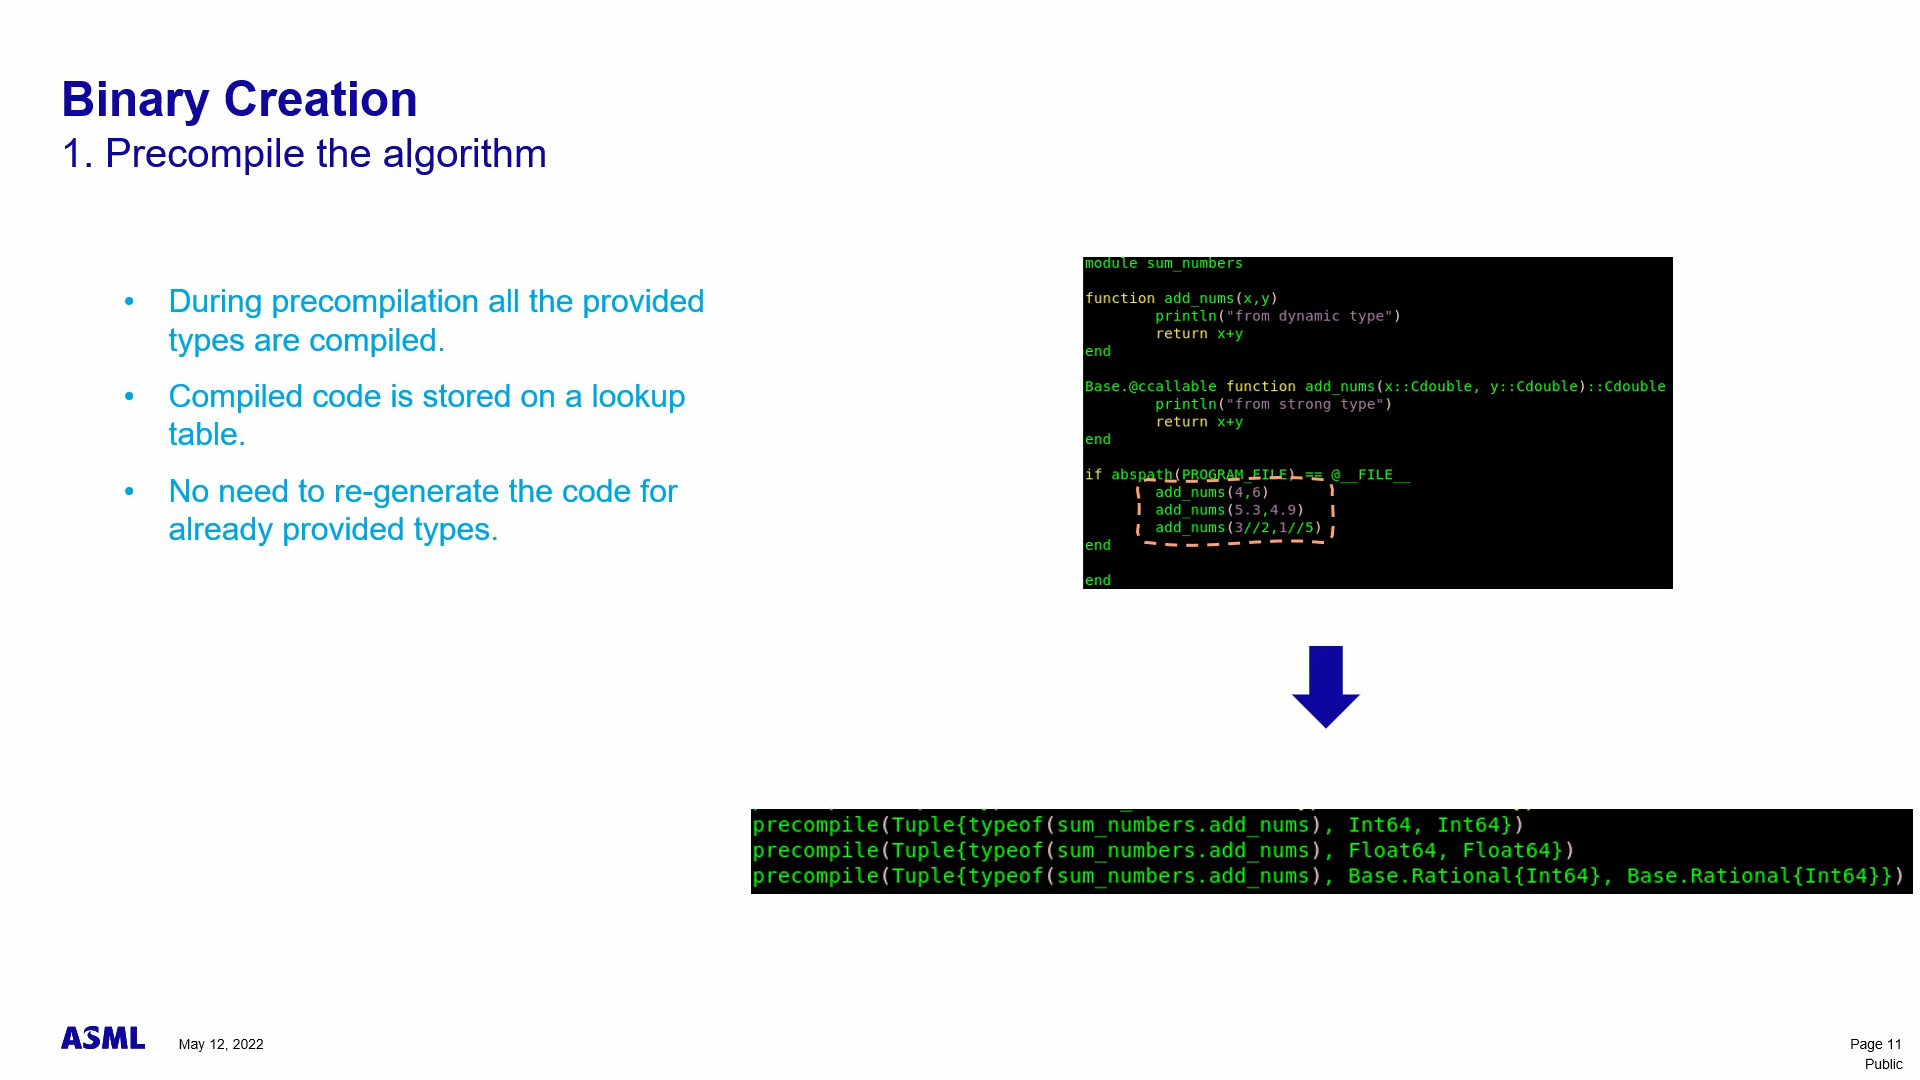 Binary Creation
1. Precompile the algorithm
• During precompilation all the provided
types are compiled.
• Compiled code is stored on a lookup
table.
• No need to re-generate the code for
already provided types.
module sum_numbers
function add_nums(x,y)
println("from dynamic type")
return x+y
end
Base.@ccallable function add_nums(x::Cdouble, y::Cdouble)::Cdouble
println("from strong type")
return x+y
end
if abspath(PROGRAM_FILE) == @__FILE__
add_nums(4,6)
add_nums(5.3,4.9)
add_nums(3//2,1//5)
end
end
precompile(Tuple{typeof(sum_numbers.add_nums), Int64, Int64})
precompile(Tuple{typeof(sum_numbers.add_nums), Float64, Float64})
precompile(Tuple{typeof(sum_numbers.add_nums), Base.Rational{Int64}, Base.Rational{Int64}})
ASML
May 12, 2022
Page 11
Public